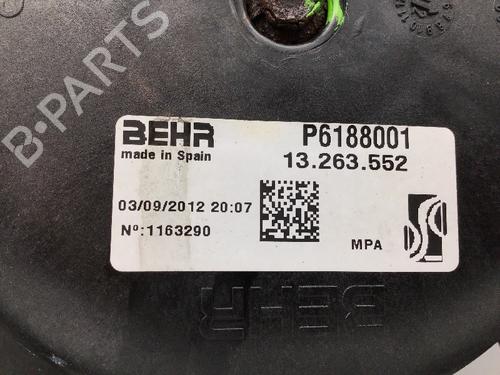 BEHR
made in Spain
P6188001
13.263.552
03/09/2012 20:07
Nº:1163290
MPA
BEHR
B-PARTS